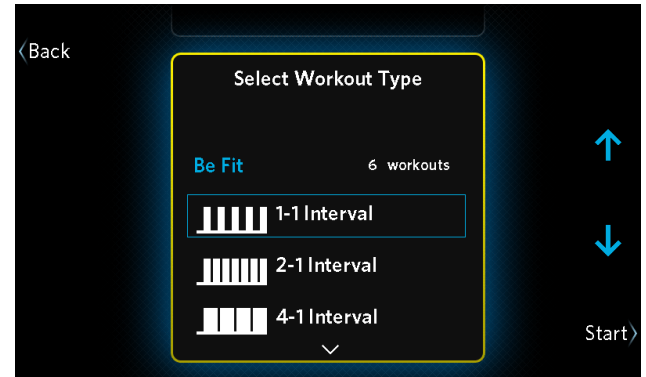 Back
Select Workout Type
Be Fit 6 workouts
1-1 Interval
2-1 Interval
4-1 Interval
Start